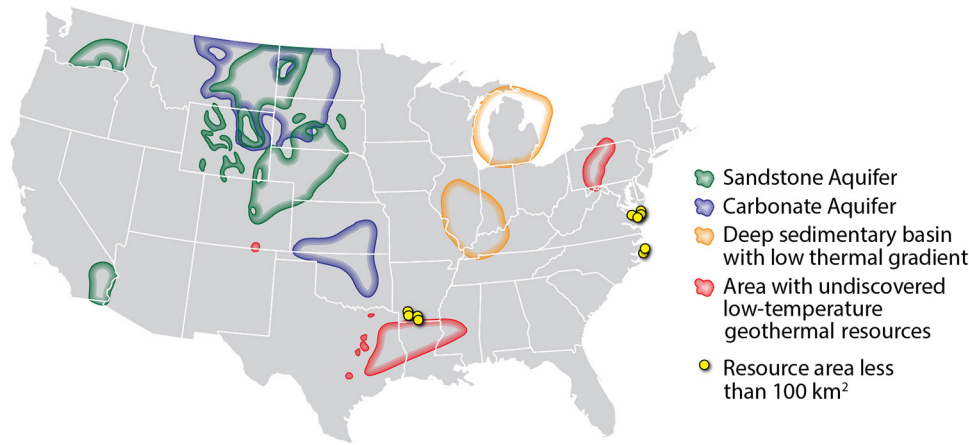 Sandstone Aquifer
Carbonate Aquifer
Deep sedimentary basin
with low thermal gradient
Area with undiscovered
low-temperature
geothermal resources
Resource area less
than 100 km²